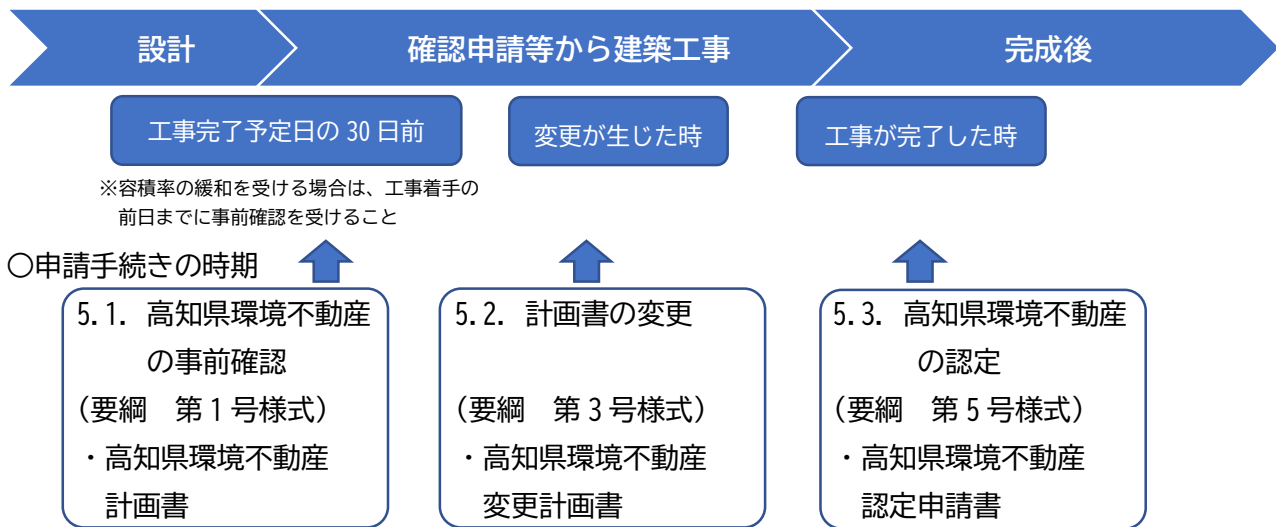 設計
確認申請等から建築工事
完成後
工事完了予定日の 30 日前
変更が生じた時
工事が完了した時
※容積率の緩和を受ける場合は、工事着手の
前日までに事前確認を受けること
○申請手続きの時期
5.1. 高知県環境不動産
の事前確認
(要綱　第1号様式)
・高知県環境不動産
計画書
5.2. 計画書の変更
(要綱　第3号様式)
・高知県環境不動産
変更計画書
5.3. 高知県環境不動産
の認定
(要綱　第5号様式)
・高知県環境不動産
認定申請書